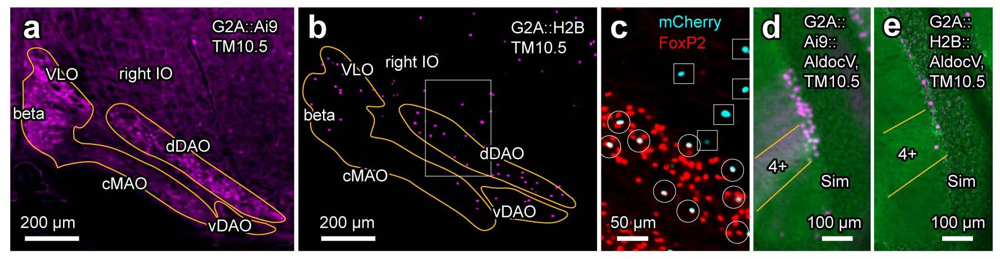 a
G2A::Ai9
TM10.5
VLO
right IO
beta
dDAO
cMAO
vDAO
200 µm
b
G2A::H2B
TM10.5
right IO
VLO
beta
dDAO
cMAO
vDAO
200 µm
c
mCherry
FoxP2
50 µm
d
G2A::
Ai9::
AldocV,
TM10.5
4+
Sim
100 µm
e
G2A::
H2B::
AldocV,
TM10.5
4+
Sim
100 µm